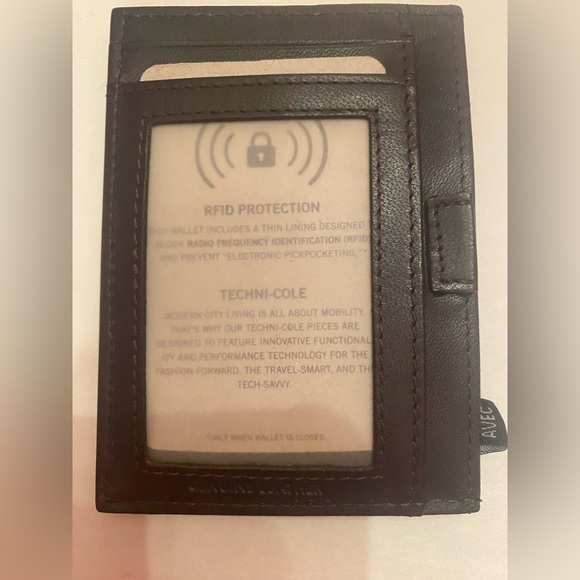 RFID PROTECTION
WALLET INCLUDES A THIN LINING DESIGNED
BLOCK RADIO FREQUENCY IDENTIFICATION (RFID)
AND PREVENT "ELECTRONIC PICKPOCKETING,"*
TECHNI-COLE
MODERN CITY LIVING IS ALL ABOUT MOBILITY.
THAT'S WHY OUR TECHNI-COLE PIECES ARE
DESIGNED TO FEATURE INNOVATIVE FUNCTIONAL-
ITY AND PERFORMANCE TECHNOLOGY FOR THE
FASHION-FORWARD, THE TRAVEL-SMART, AND TH
TECH-SAVVY.
*ONLY WHEN WALLET IS CLOSED.
AVEC